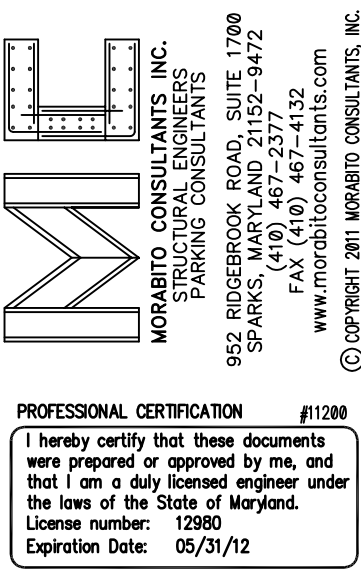 MORABITO CONSULTANTS INC.
STRUCTURAL ENGINEERS
PARKING CONSULTANTS
952 RIDGEBROOK ROAD, SUITE 1700
SPARKS, MARYLAND 21152-9472
(410) 467-2377
FAX (410) 467-4132
www.morabitoconsultants.com
© COPYRIGHT 2011 MORABITO CONSULTANTS, INC.
PROFESSIONAL CERTIFICATION #11200
I hereby certify that these documents
were prepared or approved by me, and
that I am a duly licensed engineer under
the laws of the State of Maryland.
License number: 12980
Expiration Date: 05/31/12